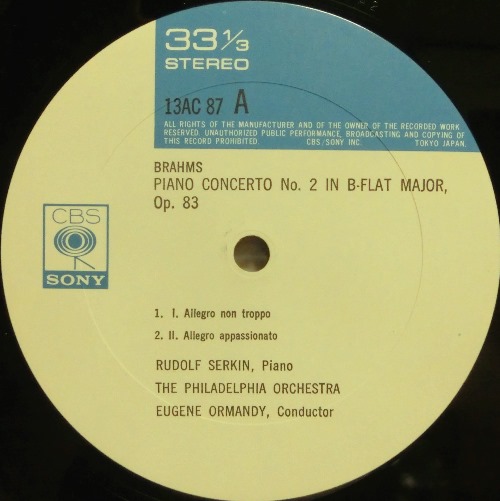 33 1/3
STEREO
13AC 87 A
ALL RIGHTS OF THE MANUFACTURER AND OF THE OWNER OF THE RECORDED WORK
RESERVED. UNAUTHORIZED PUBLIC PERFORMANCE, BROADCASTING AND COPYING OF
THIS RECORD PROHIBITED. CBS/SONY INC. TOKYO JAPAN.
BRAHMS
PIANO CONCERTO No. 2 IN B-FLAT MAJOR,
Op. 83
CBS
SONY
1. I. Allegro non troppo
2. II. Allegro appassionato
RUDOLF SERKIN, Piano
THE PHILADELPHIA ORCHESTRA
EUGENE ORMANDY, Conductor